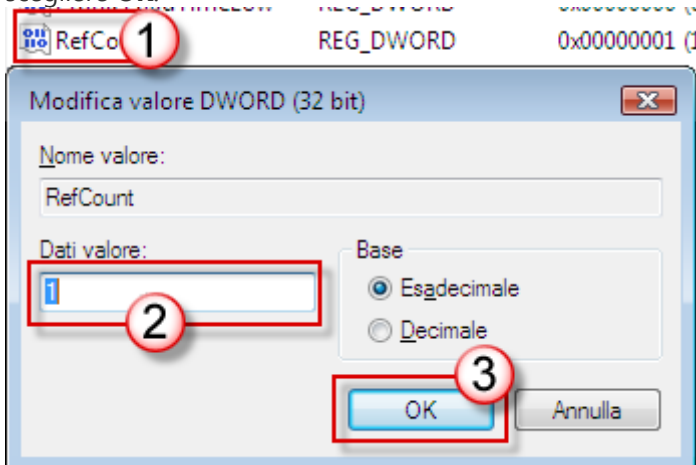 RefCo 1 REG_DWORD 0x00000001 (1
Modifica valore DWORD (32 bit)
Nome valore:
RefCount
Dati valore:
1
2
Base
Esadecimale
Decimale
3
OK
Annulla